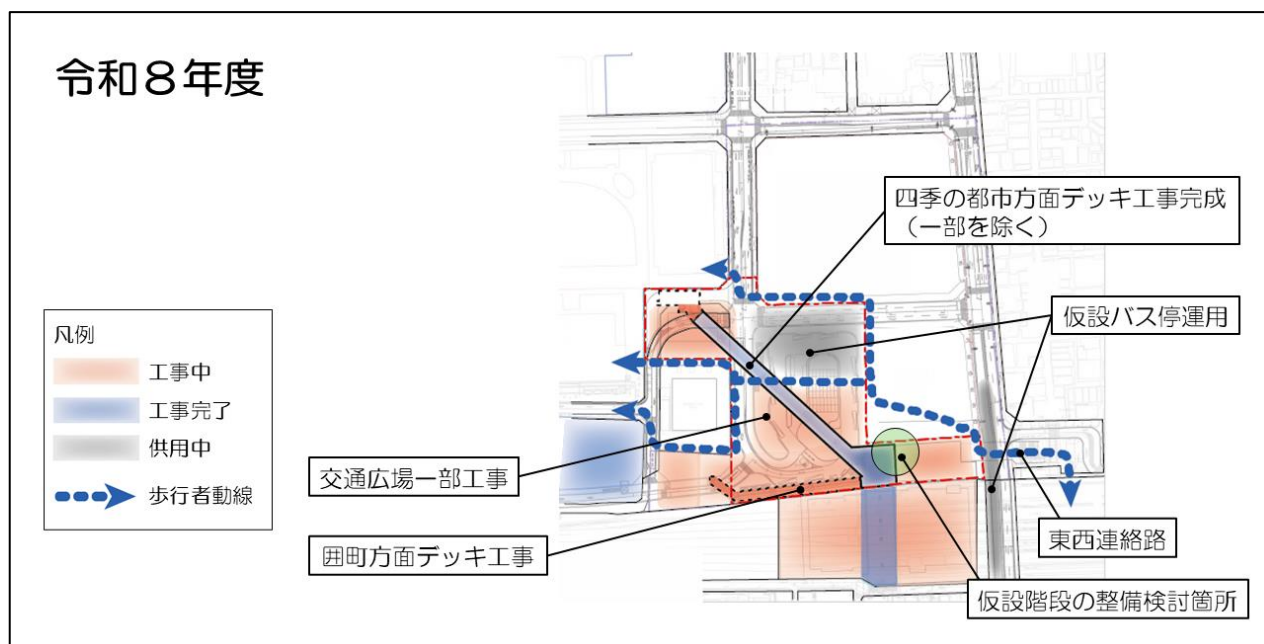 令和８年度
四季の都市方面デッキ工事完成
（一部を除く）
仮設バス停運用
凡例
工事中
工事完了
供用中
歩行者動線
交通広場一部工事
囲町方面デッキ工事
東西連絡路
仮設階段の整備検討箇所